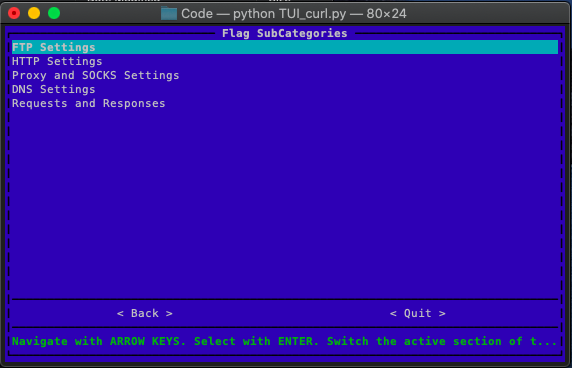 Code — python TUI_curl.py — 80×24
Flag SubCategories
FTP Settings
HTTP Settings
Proxy and SOCKS Settings
DNS Settings
Requests and Responses
< Back > < Quit >
Navigate with ARROW KEYS. Select with ENTER. Switch the active section of t...